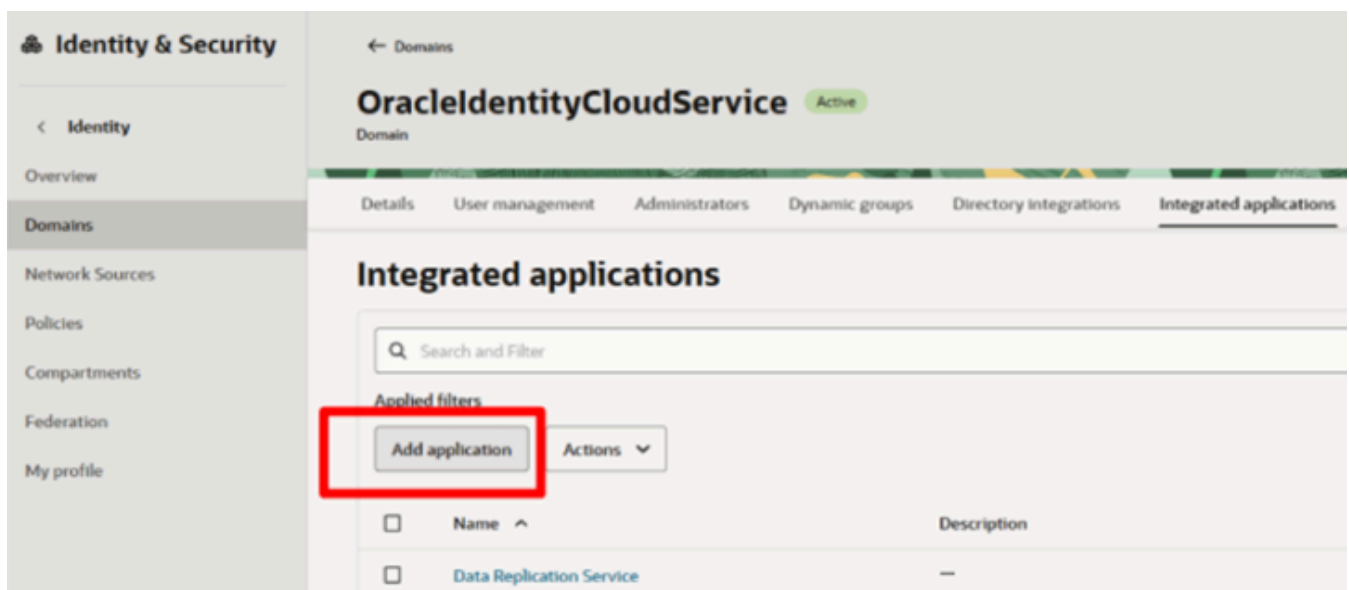 Identity & Security
Identity
Overview
Domains
Network Sources
Policies
Compartments
Federation
My profile
← Domains
OracleIdentityCloudService Active
Domain
Details User management Administrators Dynamic groups Directory integrations Integrated applications
Integrated applications
Search and Filter
Applied filters
Add application Actions
Name Description
Data Replication Service —